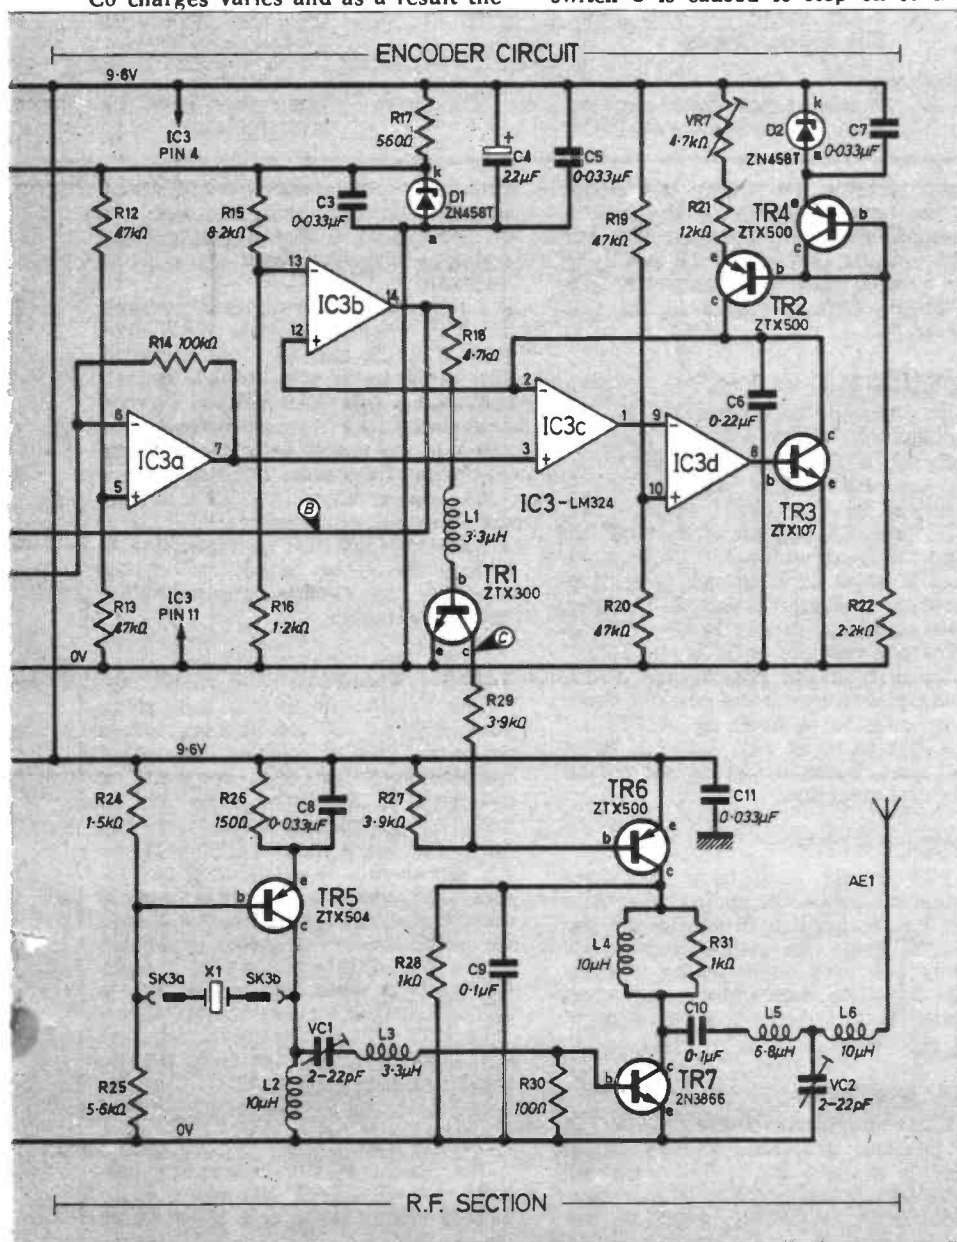 Co charges varies and as a result the
ENCODER CIRCUIT
9·6V
IC3
PIN 4
R17
560Ω
C4
22µF
+
C5
0·033µF
VR7
4·7kΩ
k
D2
ZN458T
a
C7
0·033µF
R12
47kΩ
R15
8·2kΩ
C3
0·033µF
k
D1
ZN458T
a
R19
47kΩ
R21
12kΩ
e
TR4
ZTX500
b
c
13
IC3b
14
12
e
b
c
TR2
ZTX500
R14 100kΩ
R18
4·7kΩ
6
IC3a
7
5
2
IC3c
1
3
9
IC3d
8
10
C6
0·22µF
c
b
e
TR3
ZTX107
IC3-LM324
B
L1
3·3µH
R13
47kΩ
IC3
PIN 11
R16
1·2kΩ
b
TR1
ZTX300
e
c
C
R20
47kΩ
R22
2·2kΩ
0V
R29
3·9kΩ
9·6V
R24
1·5kΩ
R26
150Ω
C8
0·033µF
R27
3·9kΩ
TR6
ZTX500
b
e
c
C11
0·033µF
AE1
b
e
c
TR5
ZTX504
SK3a
X1
SK3b
R28
1kΩ
C9
0·1µF
L4
10µH
R31
1kΩ
VC1
2-22pF
L3
3·3µH
C10
0·1µF
L5
6·8µH
L6
10µH
R25
5·6kΩ
L2
10µH
R30
100Ω
b
c
e
TR7
2N3866
VC2
2-22pF
0V
R.F. SECTION